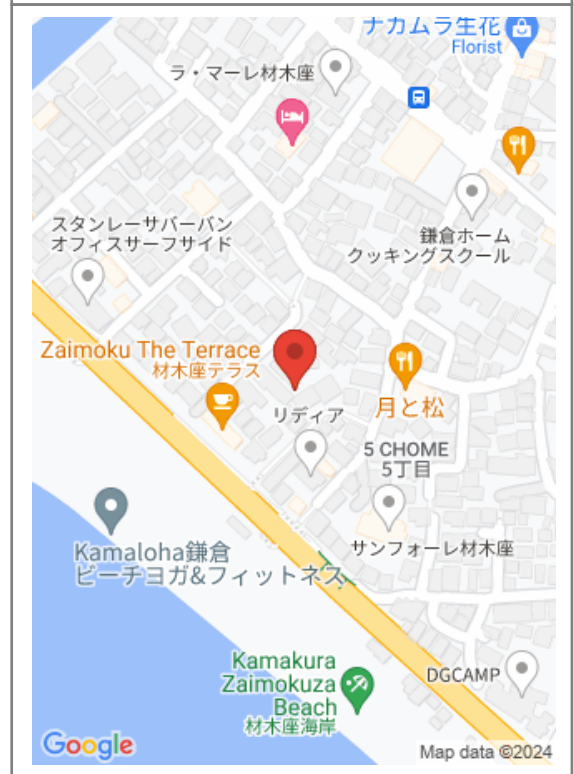 ナカムラ生花
Florist
ラ・マーレ材木座
鎌倉ホーム
クッキングスクール
スタンレーサバーバン
オフィスサーフサイド
Zaimoku The Terrace
材木座テラス
月と松
リディア
5 CHOME
5丁目
サンフォーレ材木座
Kamaloha鎌倉
ビーチヨガ&フィットネス
Kamakura
Zaimokuza
Beach
材木座海岸
DGCAMP
Google
Map data ©2024